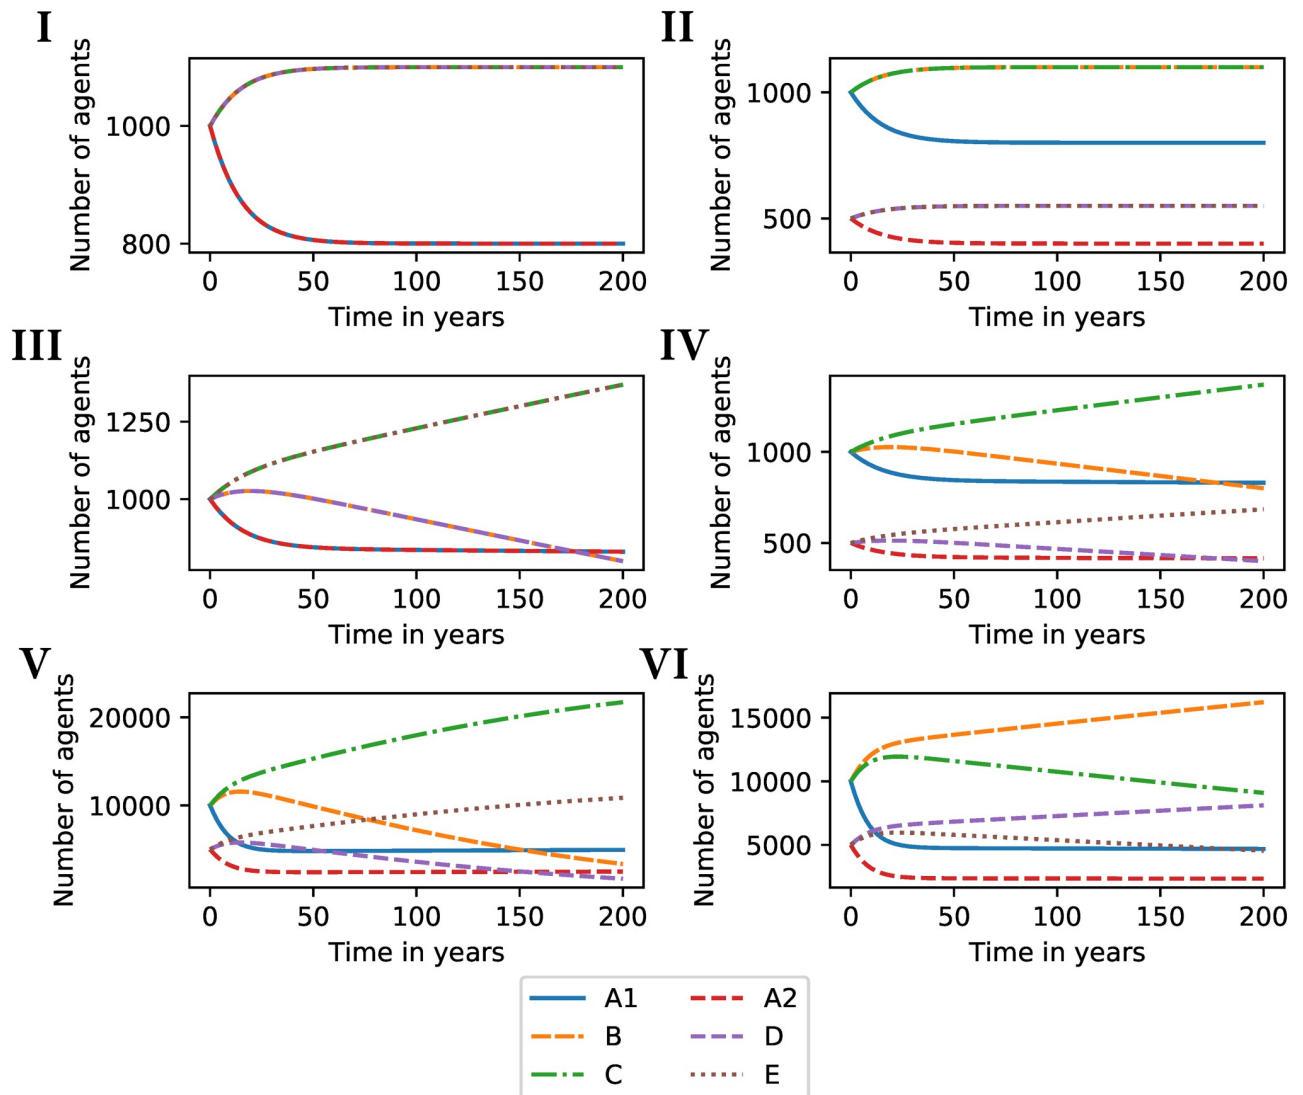 I
Number of agents
1000
800
0 50 100 150 200
Time in years
II
Number of agents
1000
500
0 50 100 150 200
Time in years
III
Number of agents
1250
1000
0 50 100 150 200
Time in years
IV
Number of agents
1000
500
0 50 100 150 200
Time in years
V
Number of agents
20000
10000
0 50 100 150 200
Time in years
VI
Number of agents
15000
10000
5000
0 50 100 150 200
Time in years
A1 A2
B D
C E